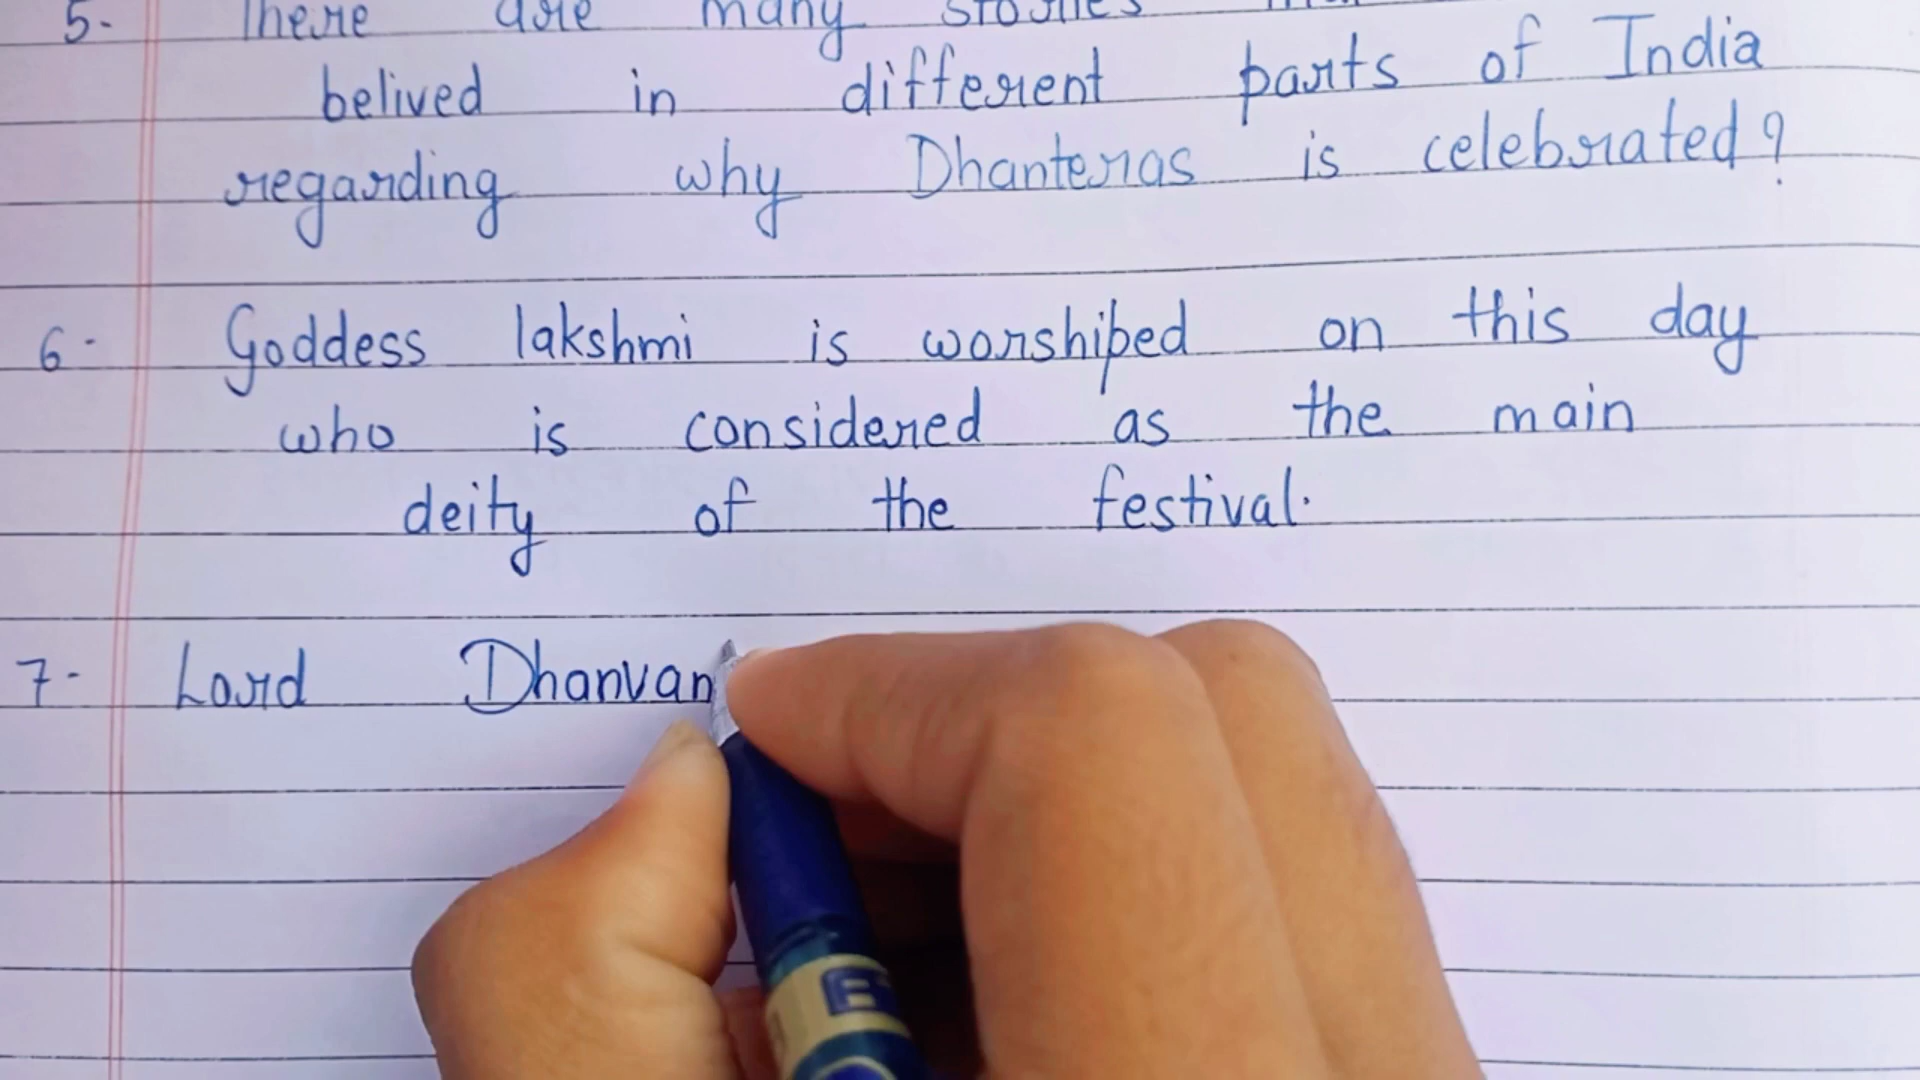 5. There are many stories
belived in different parts of India
regarding why Dhanteras is celebrated?
6. Goddess lakshmi is worshiped on this day
who is considered as the main
deity of the festival.
7. Lord Dhanvan